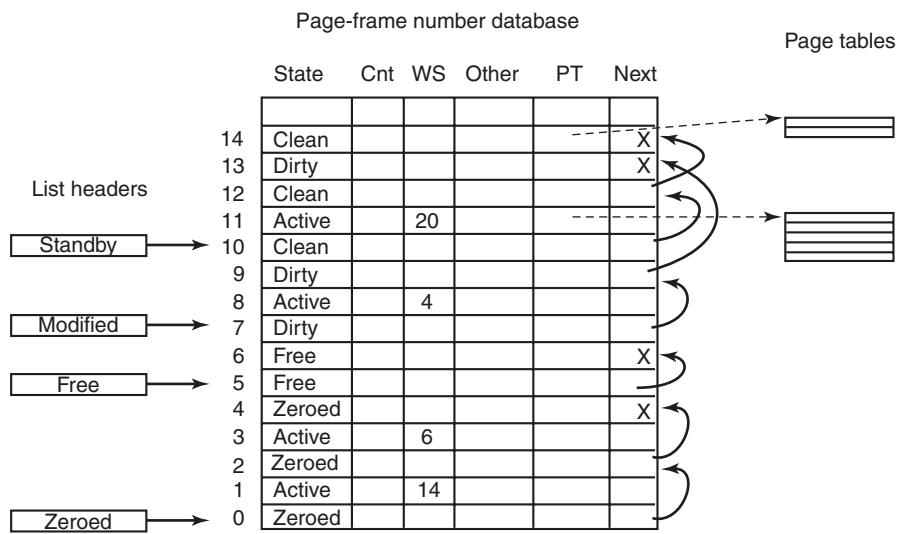 Page-frame number database
Page tables
State Cnt WS Other PT Next
14 Clean X
13 Dirty X
List headers
12 Clean
11 Active 20
Standby
10 Clean
9 Dirty
8 Active 4
Modified
7 Dirty
6 Free X
Free
5 Free
4 Zeroed X
3 Active 6
2 Zeroed
1 Active 14
Zeroed
0 Zeroed